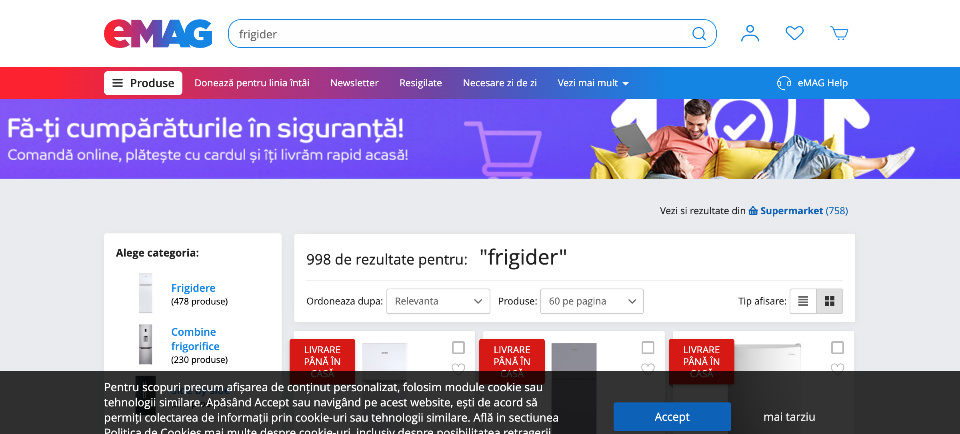 eMAG
frigider
Produse
Donează pentru linia întâi
Newsletter
Resigilate
Necesare zi de zi
Vezi mai mult
eMAG Help
Fă-ți cumpărăturile în siguranță!
Comandă online, plătește cu cardul și îți livrăm rapid acasă!
Vezi si rezultate din Supermarket (758)
Alege categoria:
Frigidere
(478 produse)
Combine
frigorifice
(230 produse)
998 de rezultate pentru: "frigider"
Ordoneaza dupa: Relevanta
Produse: 60 pe pagina
Tip afisare:
LIVRARE
PÂNĂ ÎN
CASĂ
LIVRARE
PÂNĂ ÎN
CASĂ
LIVRARE
PÂNĂ ÎN
CASĂ
Pentru scopuri precum afișarea de conținut personalizat, folosim module cookie sau
tehnologii similare. Apăsând Accept sau navigând pe acest website, ești de acord să
permiți colectarea de informații prin cookie-uri sau tehnologii similare. Află in sectiunea
Politica de Cookies mai multe despre cookie-uri, inclusiv despre posibilitatea retragerii
Accept
mai tarziu